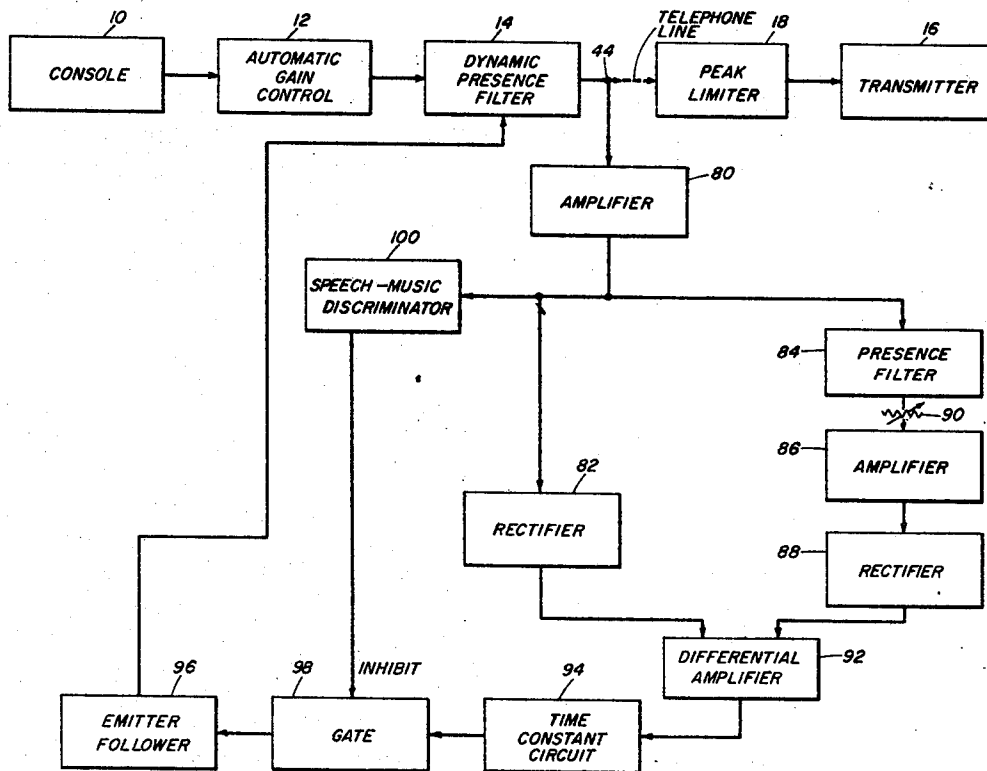 10
12
14
44
TELEPHONE
LINE
18
16
CONSOLE
AUTOMATIC
GAIN
CONTROL
DYNAMIC
PRESENCE
FILTER
PEAK
LIMITER
TRANSMITTER
80
AMPLIFIER
100
SPEECH-MUSIC
DISCRIMINATOR
84
PRESENCE
FILTER
90
86
AMPLIFIER
82
RECTIFIER
88
RECTIFIER
DIFFERENTIAL
AMPLIFIER
92
96
98
INHIBIT
94
EMITTER
FOLLOWER
GATE
TIME
CONSTANT
CIRCUIT